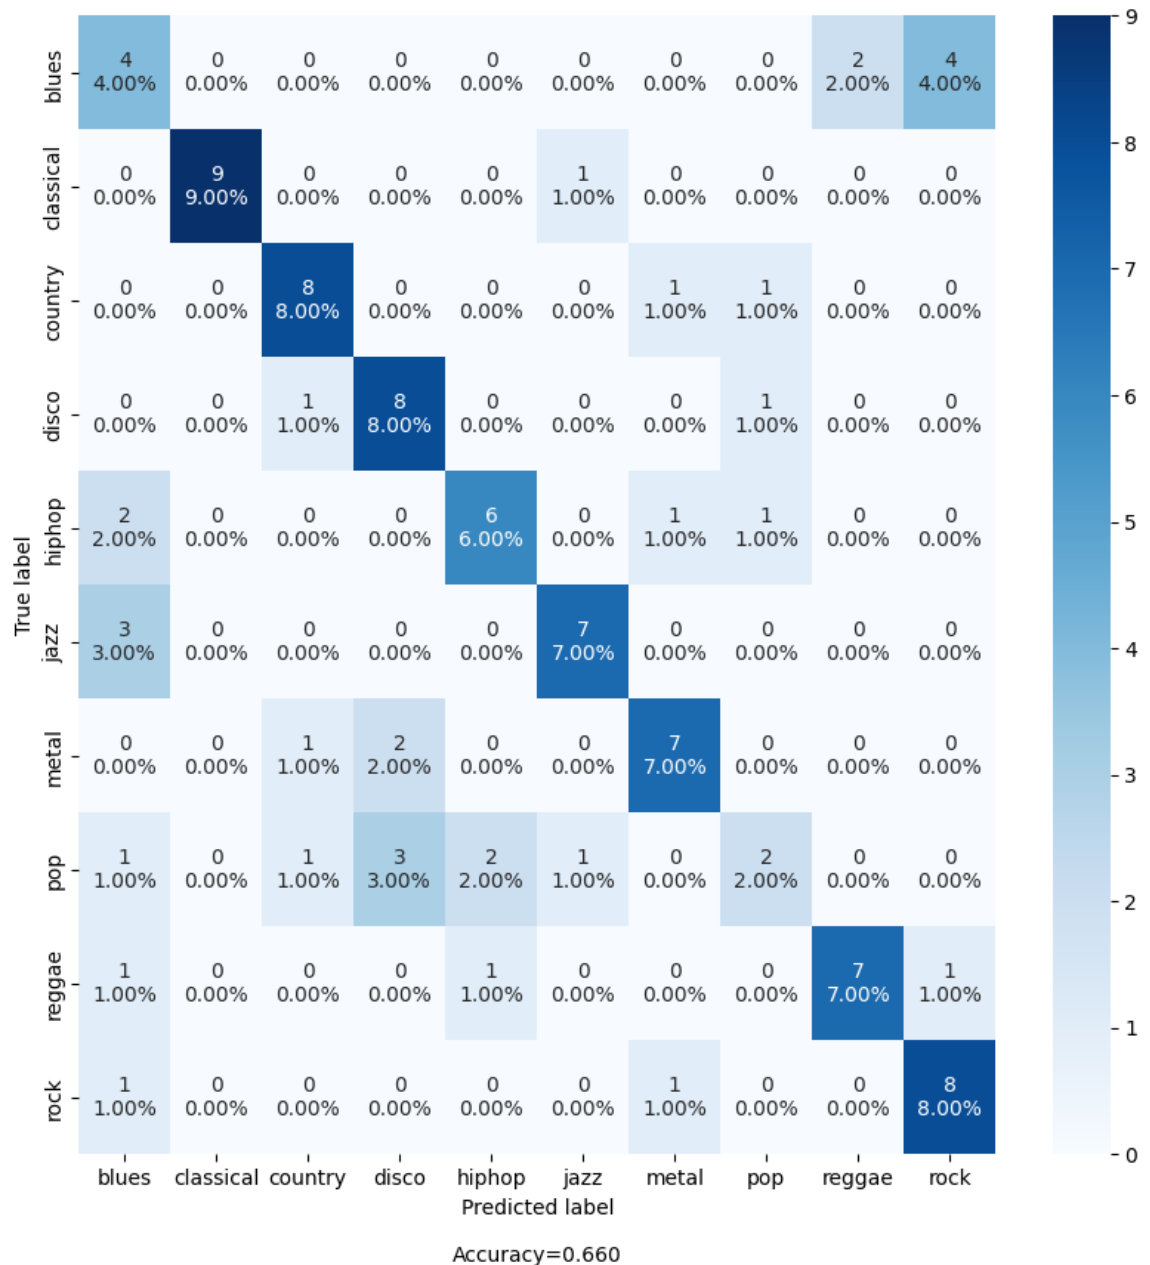 blues 4 0 0 0 0 0 0 0 2 4 9
4.00% 0.00% 0.00% 0.00% 0.00% 0.00% 0.00% 0.00% 2.00% 4.00%
8
classical 0 9 0 0 0 1 0 0 0 0
0.00% 9.00% 0.00% 0.00% 0.00% 1.00% 0.00% 0.00% 0.00% 0.00%
7
country 0 0 8 0 0 0 1 1 0 0
0.00% 0.00% 8.00% 0.00% 0.00% 0.00% 1.00% 1.00% 0.00% 0.00%
6
disco 0 0 1 8 0 0 0 1 0 0
0.00% 0.00% 1.00% 8.00% 0.00% 0.00% 0.00% 1.00% 0.00% 0.00%
5
True label
hiphop 2 0 0 0 6 0 1 1 0 0
2.00% 0.00% 0.00% 0.00% 6.00% 0.00% 1.00% 1.00% 0.00% 0.00%
jazz 3 0 0 0 0 7 0 0 0 0
3.00% 0.00% 0.00% 0.00% 0.00% 7.00% 0.00% 0.00% 0.00% 0.00%
4
metal 0 0 1 2 0 0 7 0 0 0
0.00% 0.00% 1.00% 2.00% 0.00% 0.00% 7.00% 0.00% 0.00% 0.00%
3
pop 1 0 1 3 2 1 0 2 0 0
1.00% 0.00% 1.00% 3.00% 2.00% 1.00% 0.00% 2.00% 0.00% 0.00%
2
reggae 1 0 0 0 1 0 0 0 7 1
1.00% 0.00% 0.00% 0.00% 1.00% 0.00% 0.00% 0.00% 7.00% 1.00%
1
rock 1 0 0 0 0 0 1 0 0 8
1.00% 0.00% 0.00% 0.00% 0.00% 0.00% 1.00% 0.00% 0.00% 8.00%
0
blues classical country disco hiphop jazz metal pop reggae rock
Predicted label
Accuracy=0.660